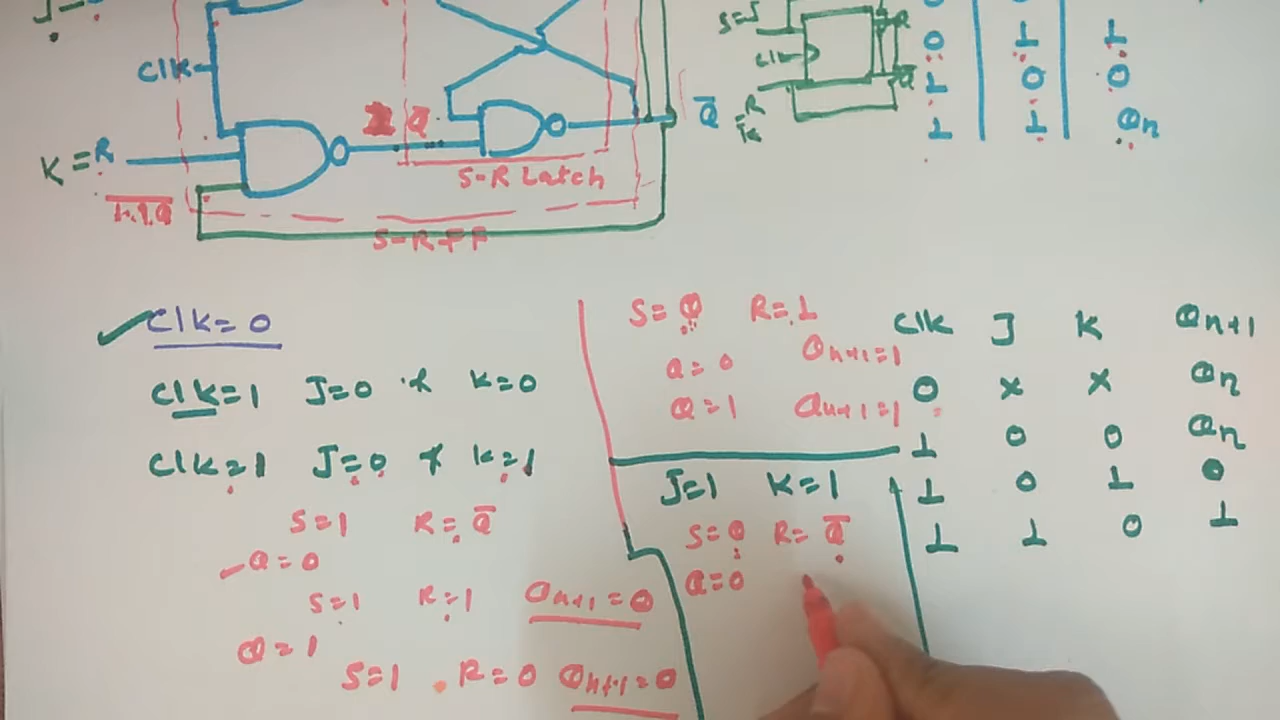 J
S=J
R
Clk
Clk
Q̅
Q̅
=R
K
0 1 1
1 0 0
1 1 Qn
K = R
Q
S-R Latch
S-R-FF
Clk = 0
Clk=1 J=0 & K=0
Clk=1 J=0 & K=1
S=1 R=Q̅
Q=0
S=1 R=1 Qn+1=0
Q=1
S=1 R=0 Qn+1=0
S=Q R=1
Q=0 Qn+1=1
Q=1 Qn+1=1
J=1 K=1
S=Q R=Q̅
Q=0
Clk J K Qn+1
0 × × Qn
1 0 0 Qn
1 0 1 0
1 1 0 1